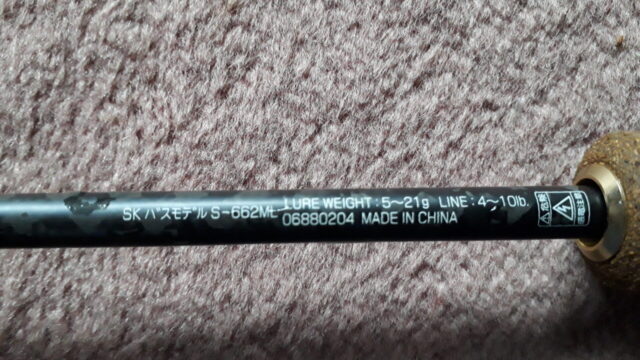 SK バスモデル S-662ML
LURE WEIGHT:5〜21g LINE:4〜10lb.
06880204 MADE IN CHINA